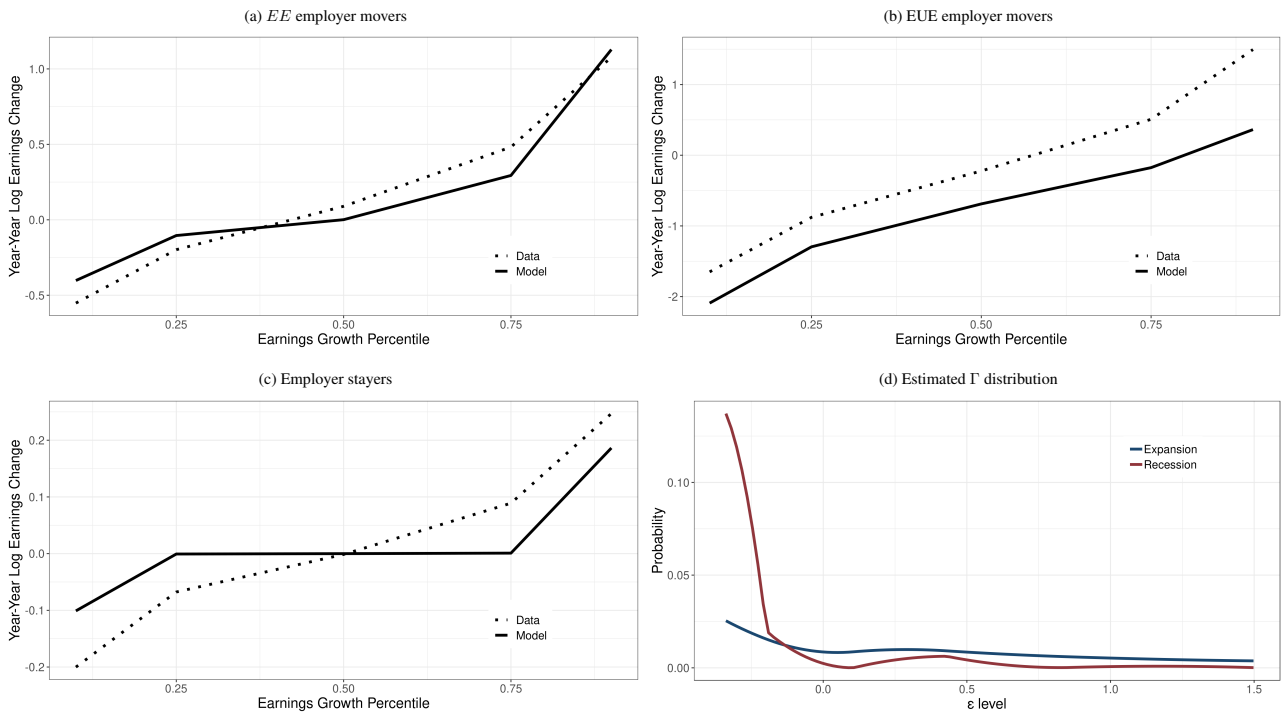 (a) EE employer movers
Year-Year Log Earnings Change
1.0
0.5
0.0
-0.5
Data
Model
0.25
0.50
0.75
Earnings Growth Percentile
(b) EUE employer movers
Year-Year Log Earnings Change
1
0
-1
-2
Data
Model
0.25
0.50
0.75
Earnings Growth Percentile
(c) Employer stayers
Year-Year Log Earnings Change
0.2
0.1
0.0
-0.1
-0.2
Data
Model
0.25
0.50
0.75
Earnings Growth Percentile
(d) Estimated Γ distribution
Probability
0.10
0.05
0.00
Expansion
Recession
0.0
0.5
1.0
1.5
ε level